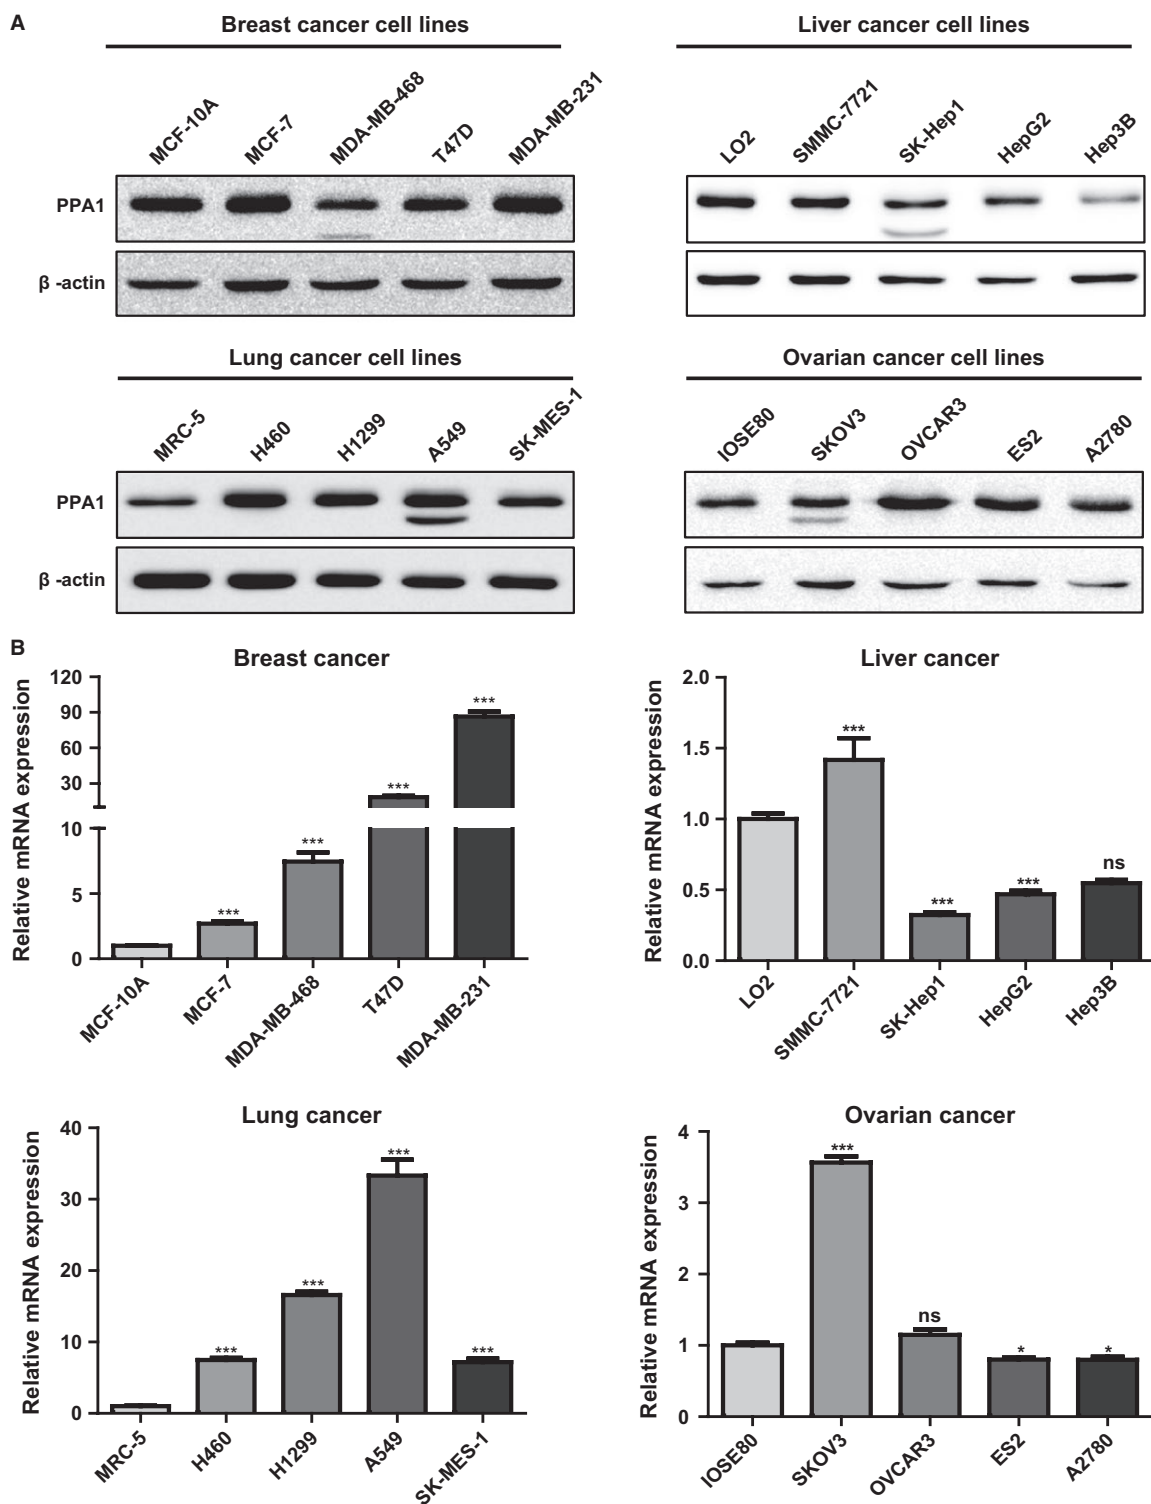 A
Breast cancer cell lines
Liver cancer cell lines
MCF-10A
MCF-7
MDA-MB-468
T47D
MDA-MB-231
LO2
SMMC-7721
SK-Hep1
HepG2
Hep3B
PPA1
β -actin
Lung cancer cell lines
Ovarian cancer cell lines
MRC-5
H460
H1299
A549
SK-MES-1
IOSE80
SKOV3
OVCAR3
ES2
A2780
PPA1
β -actin
B
Breast cancer
Relative mRNA expression
120
90
60
30
10
5
0
***
***
***
***
MCF-10A
MCF-7
MDA-MB-468
T47D
MDA-MB-231
Liver cancer
Relative mRNA expression
2.0
1.5
1.0
0.5
0.0
***
***
***
ns
LO2
SMMC-7721
SK-Hep1
HepG2
Hep3B
Lung cancer
Relative mRNA expression
40
30
20
10
0
***
***
***
***
MRC-5
H460
H1299
A549
SK-MES-1
Ovarian cancer
Relative mRNA expression
4
3
2
1
0
***
ns
*
*
IOSE80
SKOV3
OVCAR3
ES2
A2780